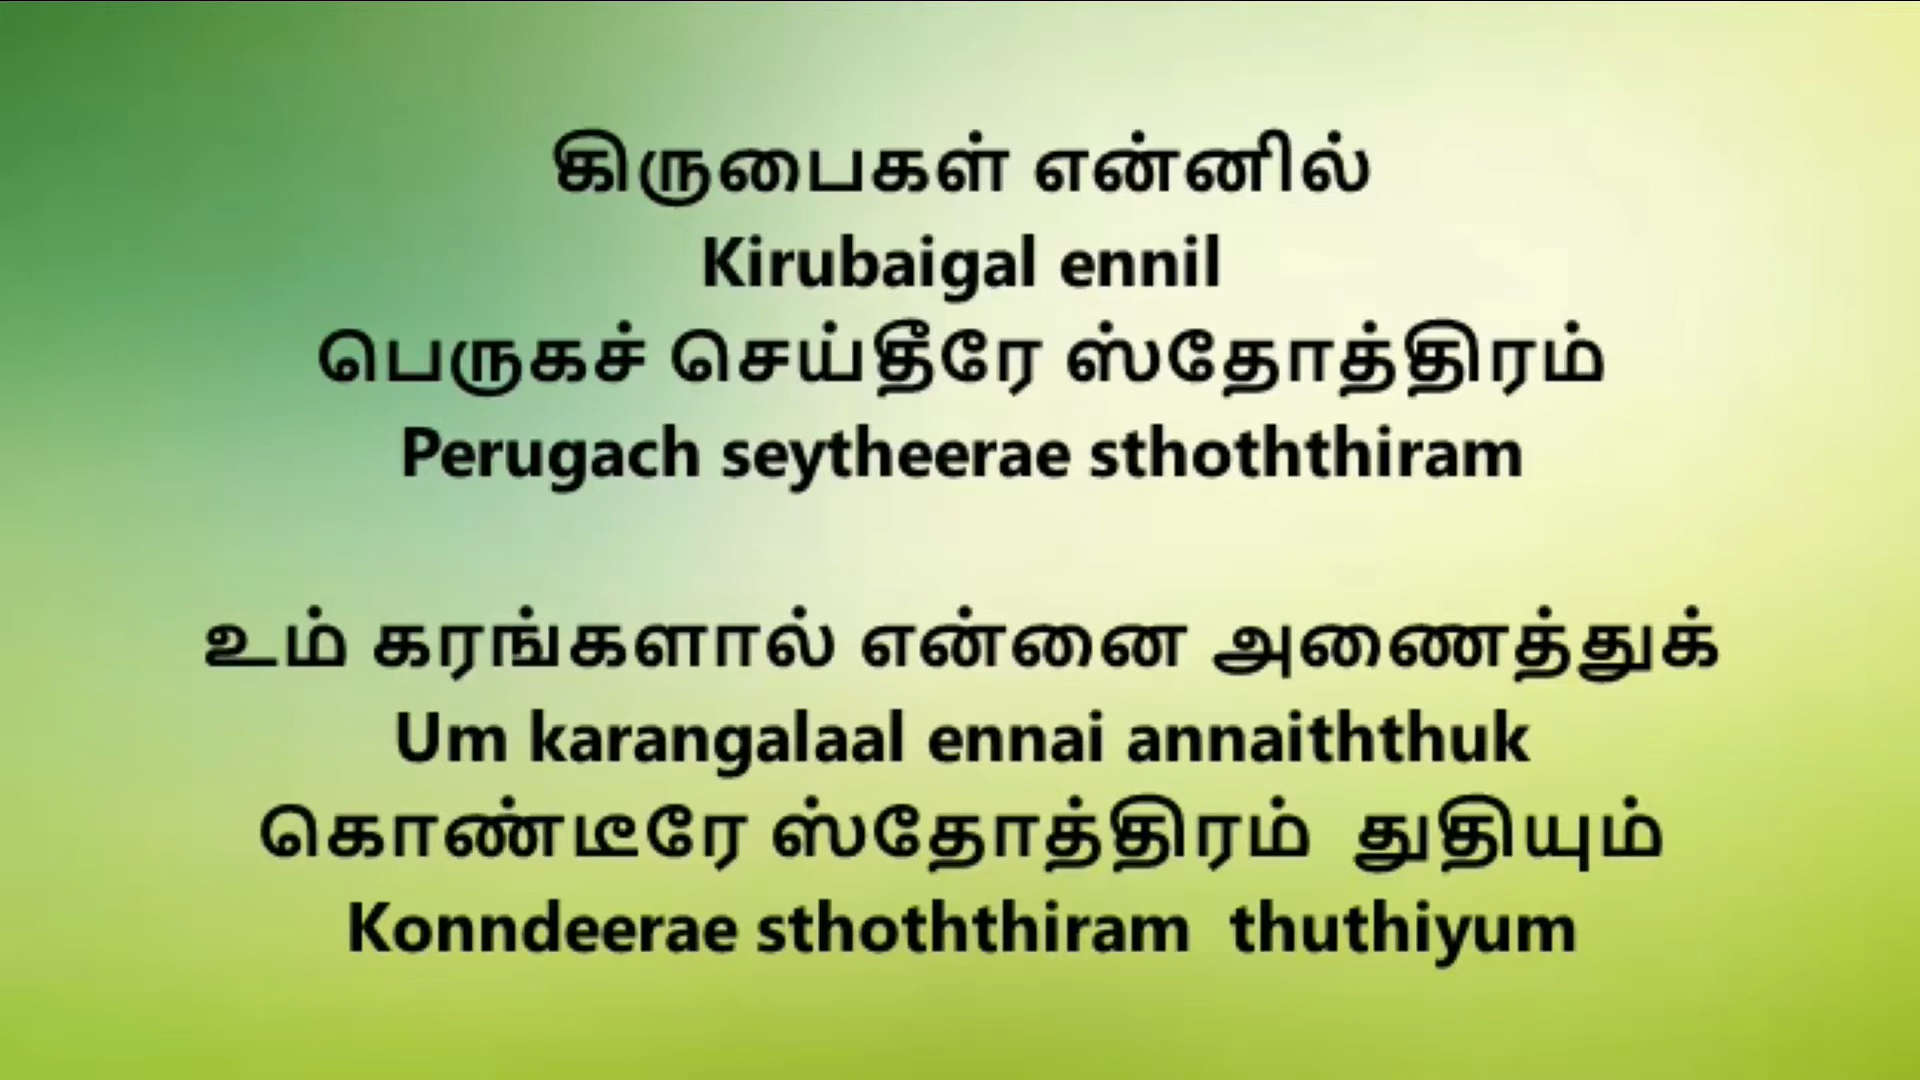 கிருபைகள் என்னில்
Kirubaigal ennil
பெருகச் செய்தீரே ஸ்தோத்திரம்
Perugach seytheerae sthoththiram
உம் கரங்களால் என்னை அணைத்துக்
Um karangalaal ennai annaiththuk
கொண்டீரே ஸ்தோத்திரம்  துதியும்
Konndeerae sthoththiram  thuthiyum